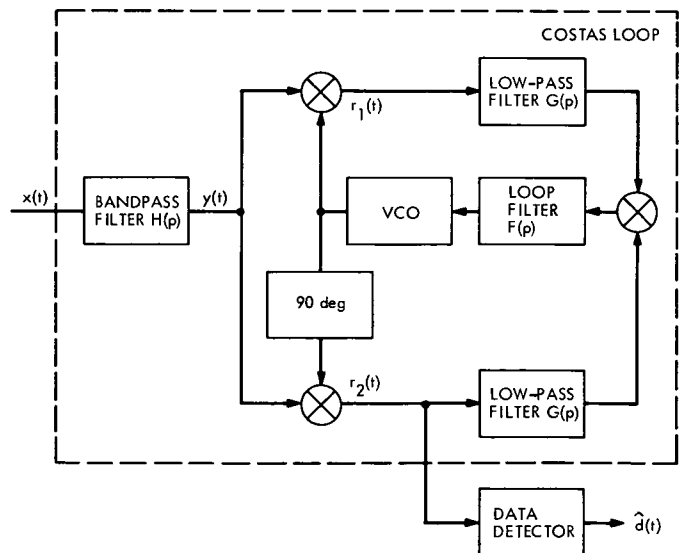 COSTAS LOOP
LOW-PASS
FILTER G(p)
r₁(t)
x(t)
BANDPASS
FILTER H(p)
y(t)
VCO
LOOP
FILTER
F(p)
90 deg
r₂(t)
LOW-PASS
FILTER G(p)
DATA
DETECTOR
d̂(t)